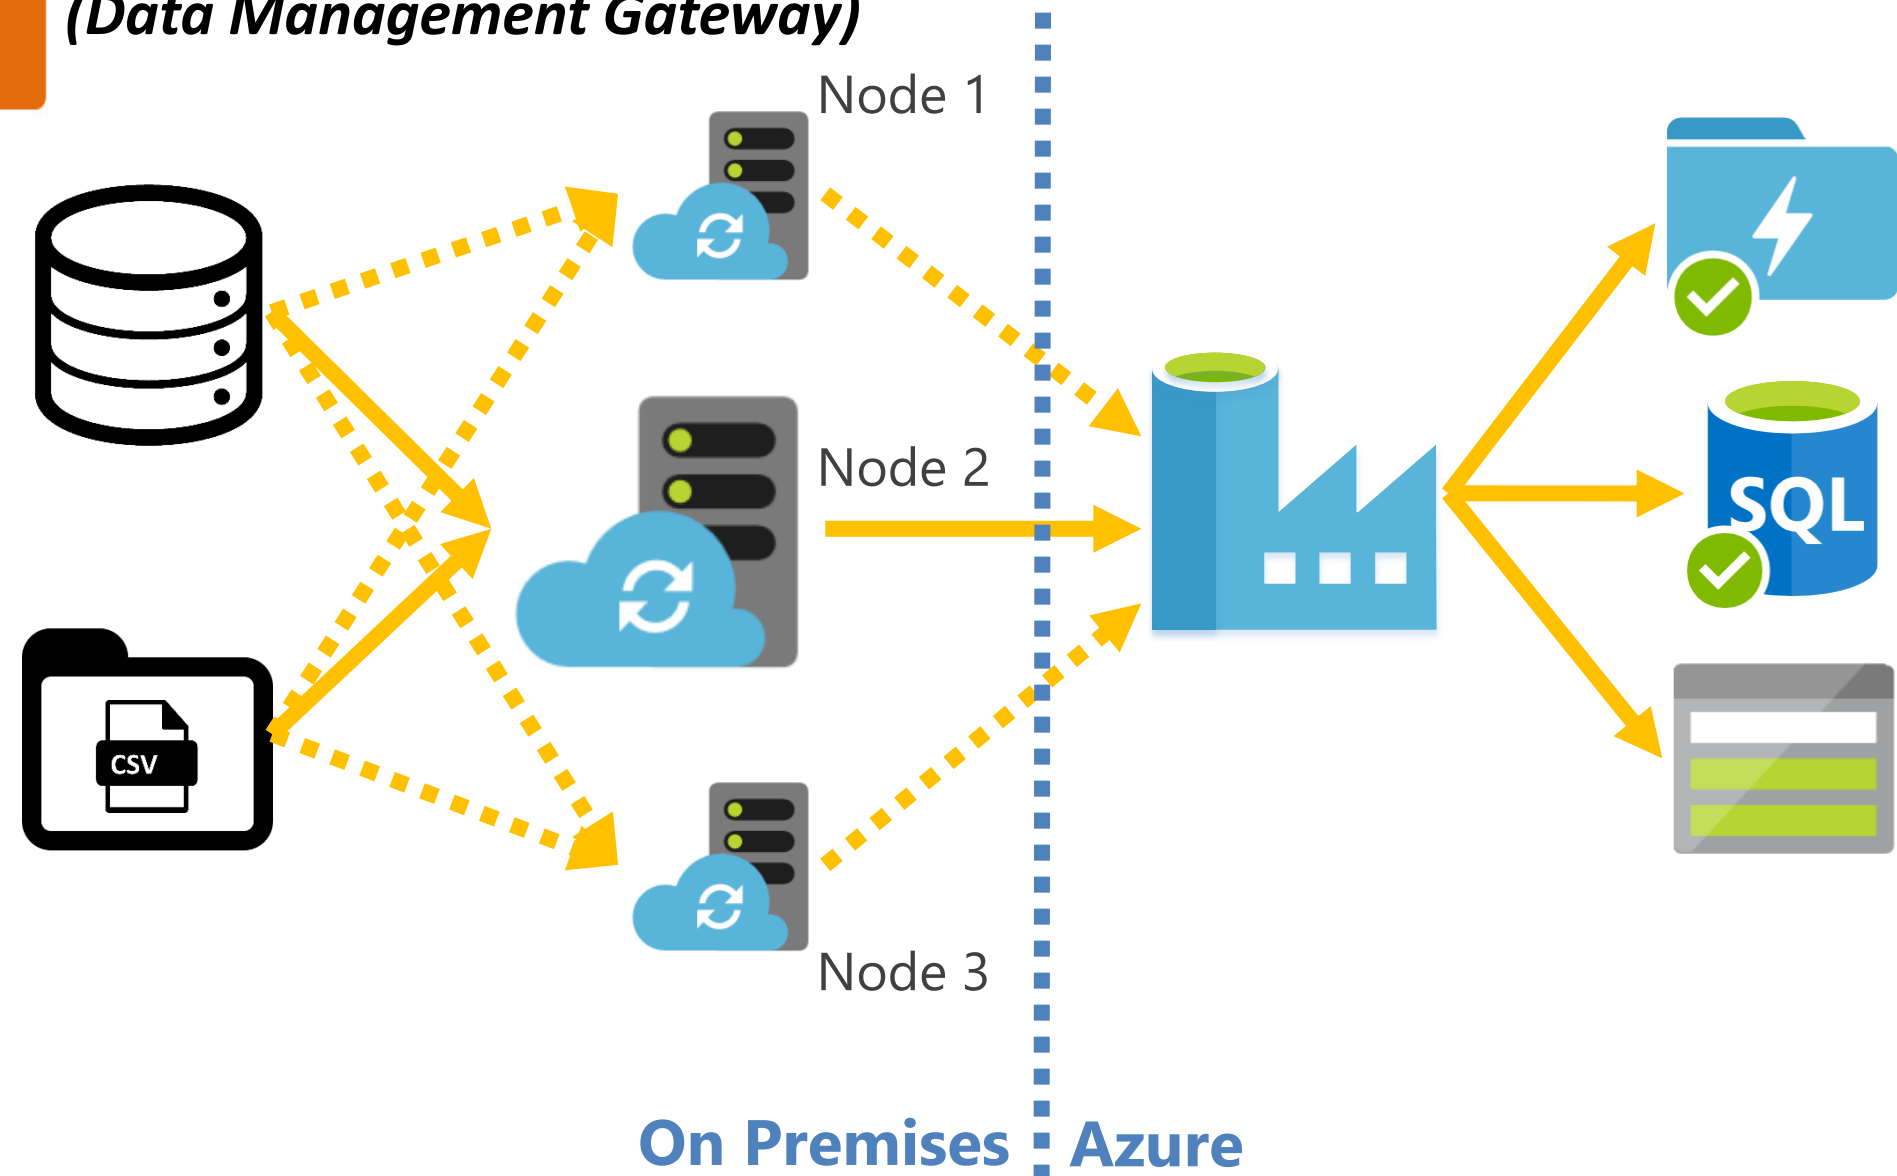 (Data Management Gateway)
Node 1
Node 2
SQL
CSV
Node 3
On Premises
Azure